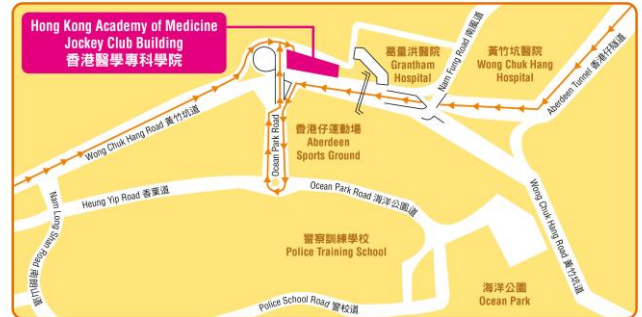 Hong Kong Academy of Medicine
Jockey Club Building
香港醫學專科學院
葛量洪醫院
Grantham
Hospital
Nam Fung Road 南風道
黃竹坑醫院
Wong Chuk Hang
Hospital
Aberdeen Tunnel 香港仔隧道
Wong Chuk Hang Road 黃竹坑道
Ocean Park Road
香港仔運動場
Aberdeen
Sports Ground
Nam Long Shan Road 南朗山道
Heung Yip Road 香葉道
Ocean Park Road 海洋公園道
Wong Chuk Hang Road 黃竹坑道
警察訓練學校
Police Training School
海洋公園
Ocean Park
Police School Road 警校道